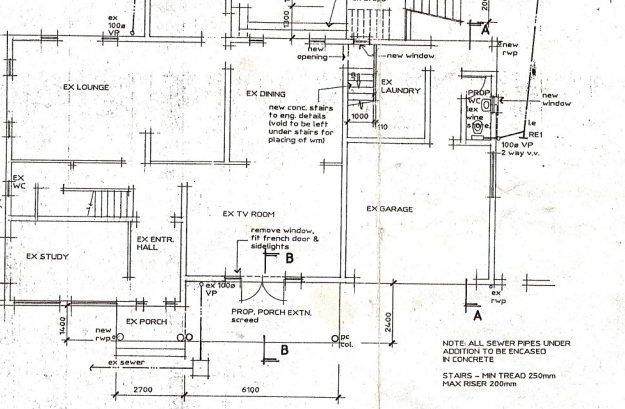 ex
100ø
VP
1300
200
A
new
opening
new window
new
rwp
EX LOUNGE
EX DINING
EX
LAUNDRY
new conc. stairs
to eng. details
(void to be left
under stairs for
placing of wm)
1000
110
PROP
WC
(ex
wine
store.
new
window
i.e
RE1
100ø VP
2 way v.v.
EX
WC
EX TV ROOM
EX GARAGE
remove window,
fit french door &
sidelights
EX STUDY
EX ENTR.
HALL
B
ex 100ø
VP
ex
rwp
A
PROP, PORCH EXTN.
screed
1400
EX PORCH
new
rwp
2400
pc
col.
B
ex sewer
NOTE: ALL SEWER PIPES UNDER
ADDITION TO BE ENCASED
IN CONCRETE
STAIRS - MIN TREAD 250mm
MAX RISER 200mm
2700
6100